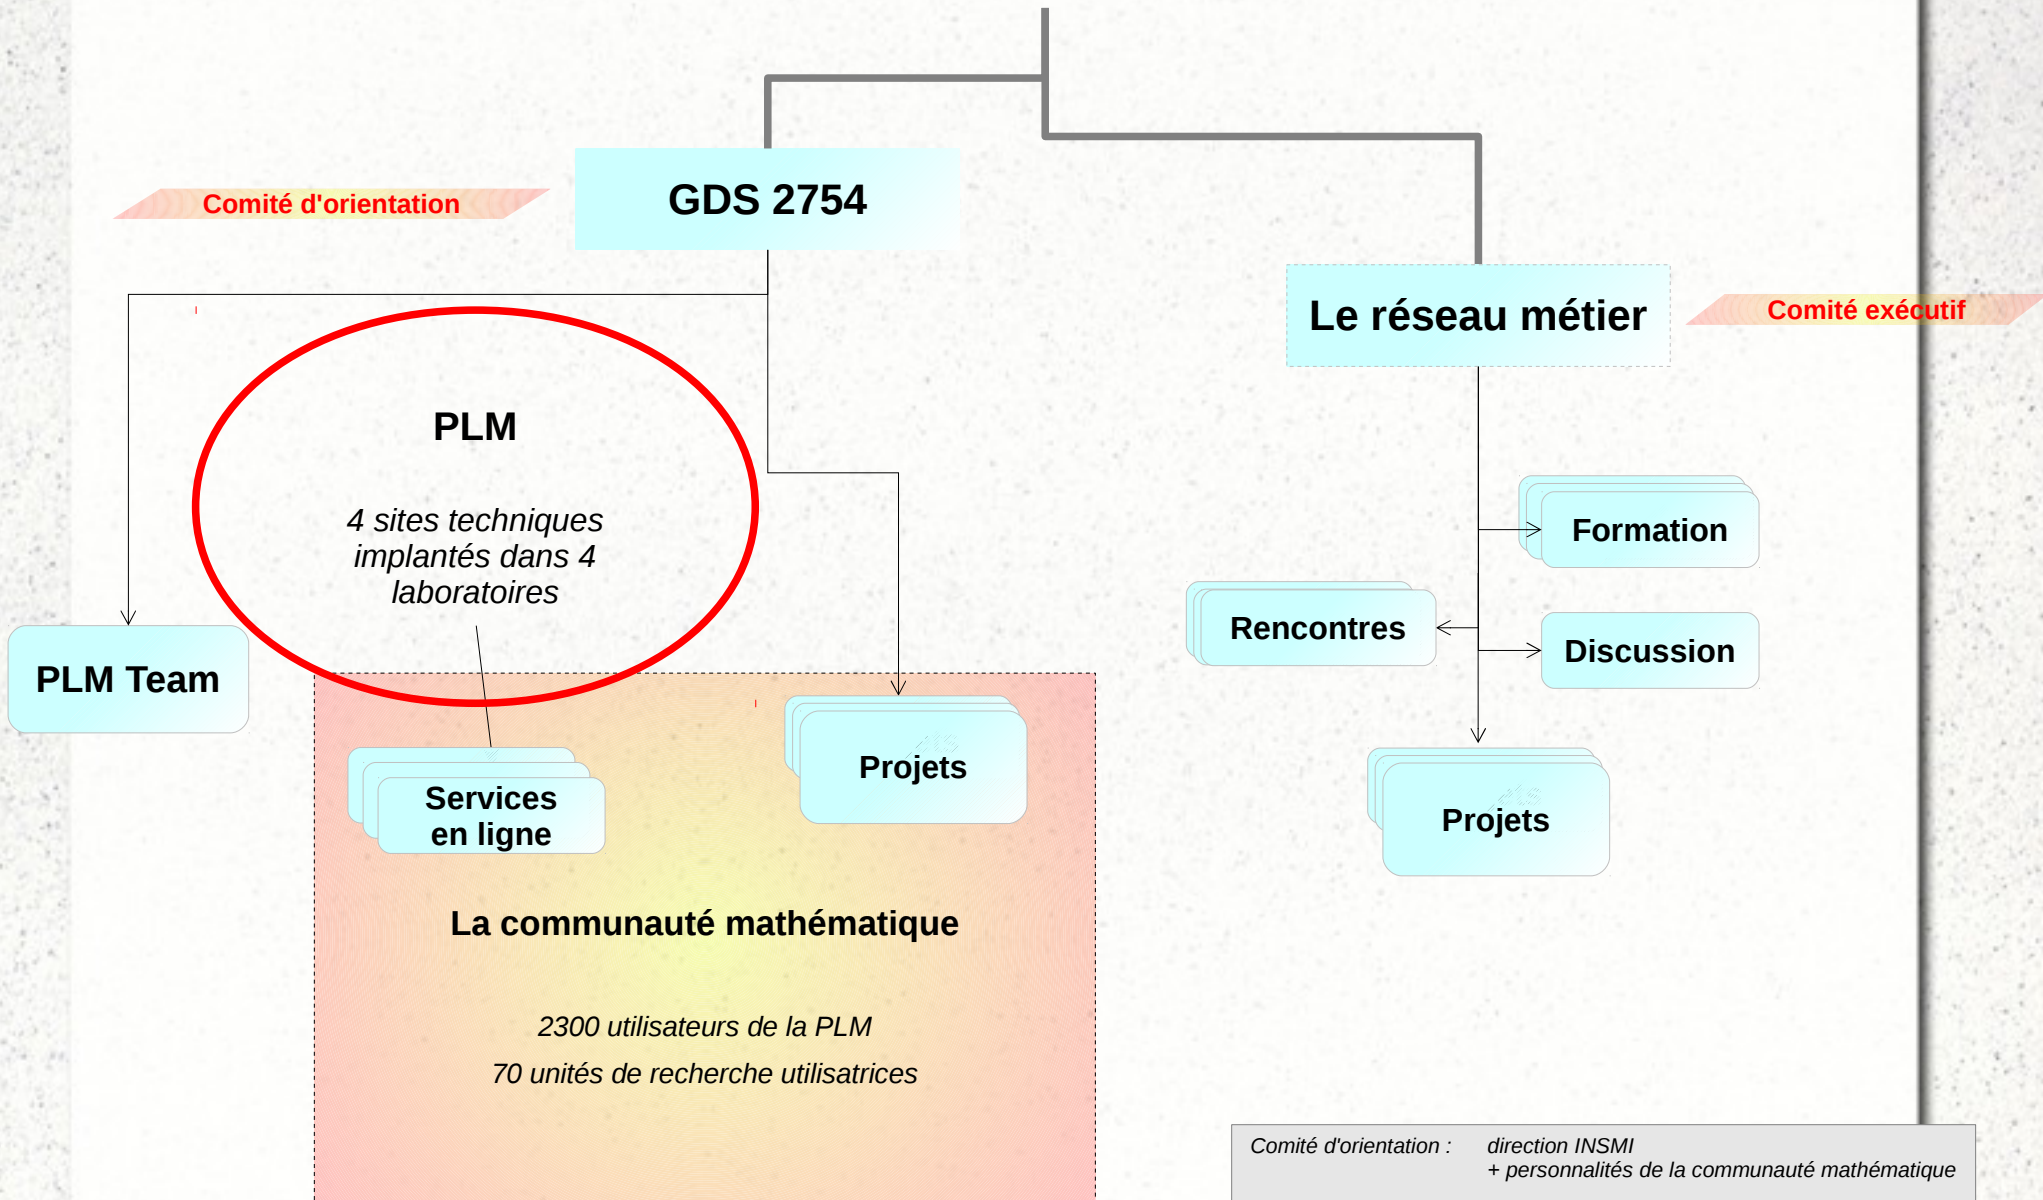 Comité d'orientation
GDS 2754
Le réseau métier
Comité exécutif
PLM
4 sites techniques
implantés dans 4
laboratoires
PLM Team
Formation
Rencontres
Discussion
Projets
Services
en ligne
Projets
La communauté mathématique
2300 utilisateurs de la PLM
70 unités de recherche utilisatrices
Comité d'orientation : direction INSMI
+ personnalités de la communauté mathématique